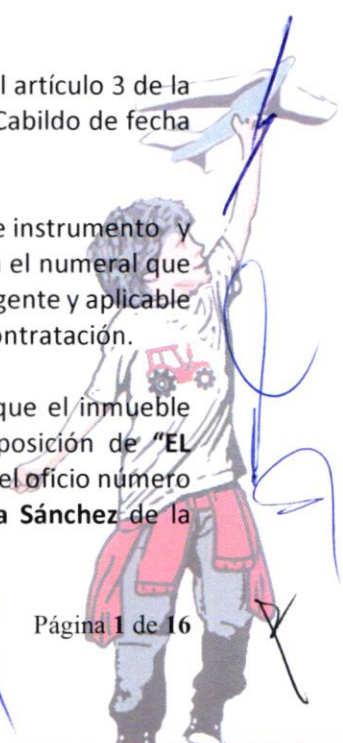 l artículo 3 de la
Cabildo de fecha
e instrumento y
el numeral que
gente y aplicable
ontratación.
que el inmueble
posición de "EL
el oficio número
a Sánchez de la
Página 1 de 16